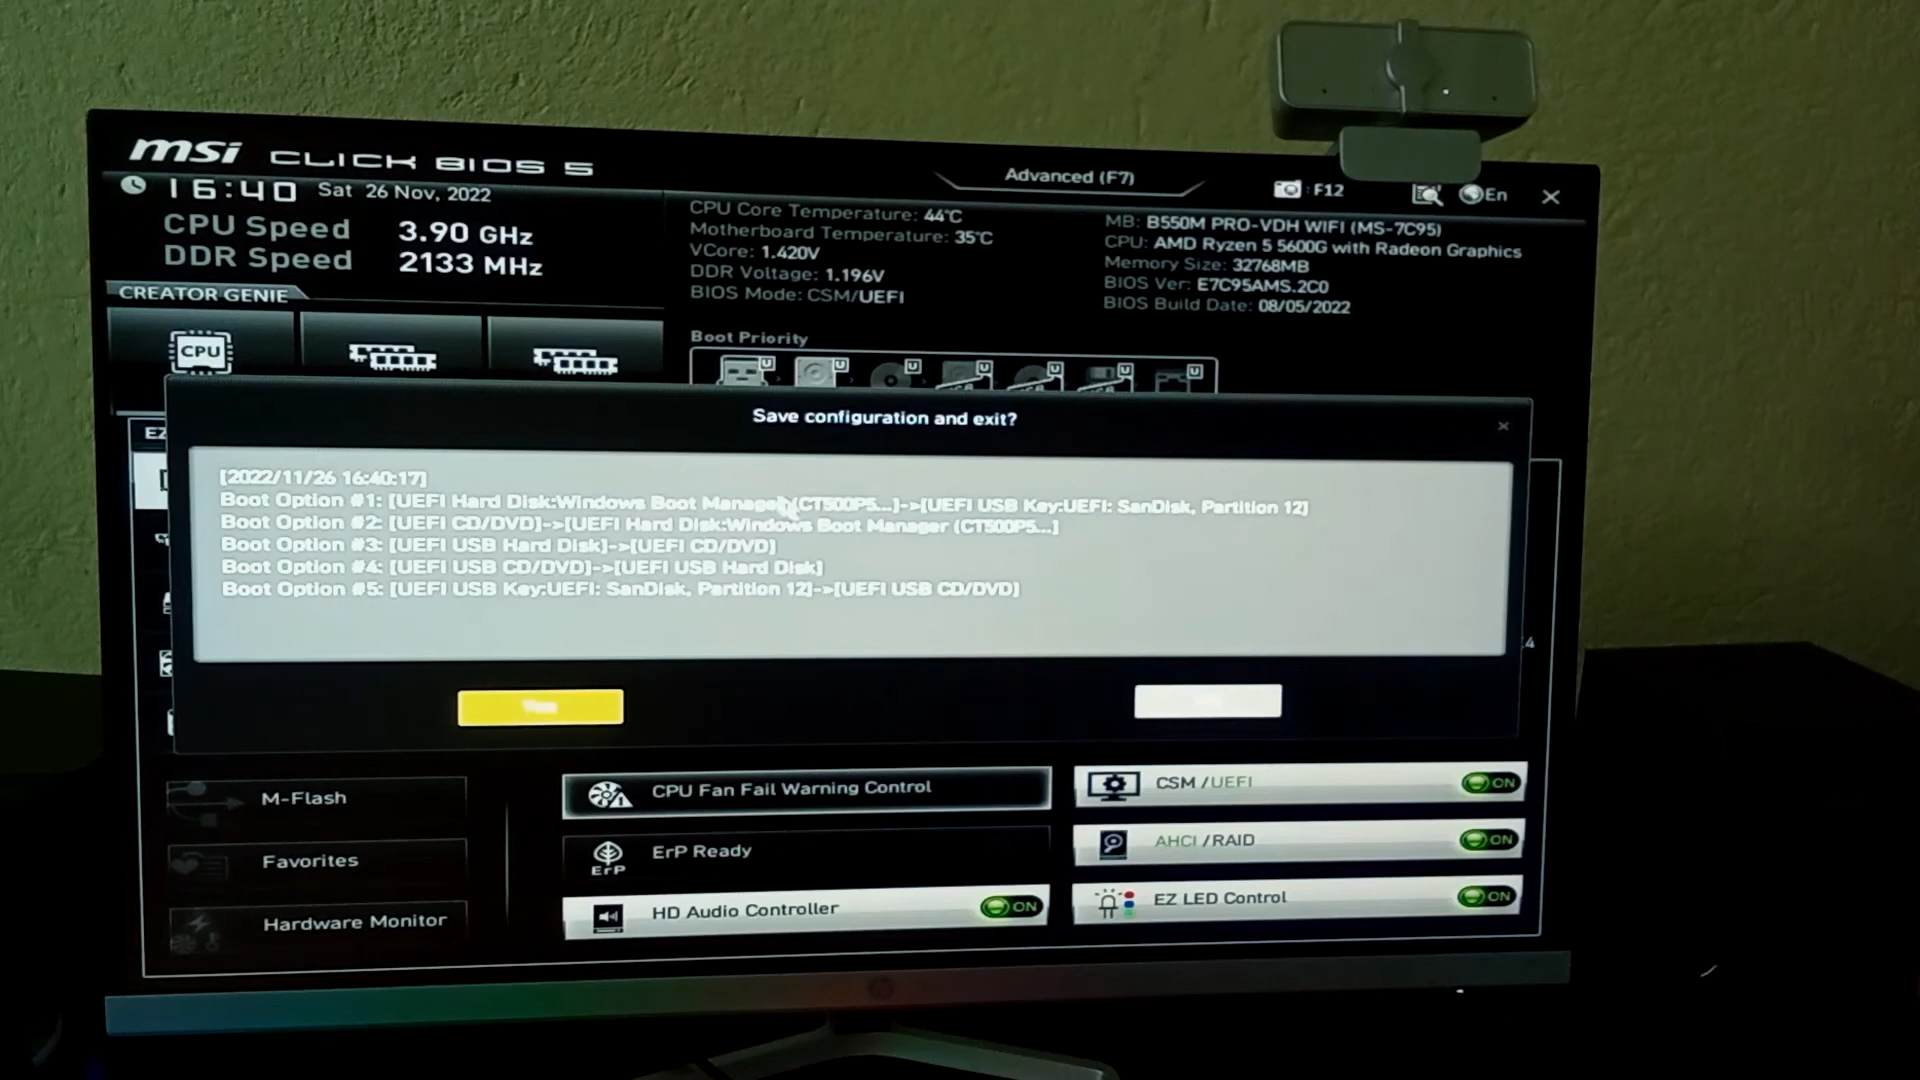 msi CLICK BIOS 5
Advanced (F7)
: F12
En
16:40 Sat 26 Nov, 2022
CPU Speed 3.90 GHz
DDR Speed 2133 MHz
CPU Core Temperature: 44°C
Motherboard Temperature: 35°C
VCore: 1.420V
DDR Voltage: 1.196V
BIOS Mode: CSM/UEFI
MB: B550M PRO-VDH WIFI (MS-7C95)
CPU: AMD Ryzen 5 5600G with Radeon Graphics
Memory Size: 32768MB
BIOS Ver: E7C95AMS.2C0
BIOS Build Date: 08/05/2022
CREATOR GENIE
CPU
Boot Priority
U U U U U U U
EZ
Save configuration and exit?
[2022/11/26 16:40:17]
Boot Option #1: [UEFI Hard Disk:Windows Boot Manager (CT500P5...]->[UEFI USB Key:UEFI: SanDisk, Partition 12]
Boot Option #2: [UEFI CD/DVD]->[UEFI Hard Disk:Windows Boot Manager (CT500P5...]
Boot Option #3: [UEFI USB Hard Disk]->[UEFI CD/DVD]
Boot Option #4: [UEFI USB CD/DVD]->[UEFI USB Hard Disk]
Boot Option #5: [UEFI USB Key:UEFI: SanDisk, Partition 12]->[UEFI USB CD/DVD]
Yes
M-Flash
Favorites
Hardware Monitor
CPU Fan Fail Warning Control
ErP ErP Ready
HD Audio Controller ON
CSM /UEFI ON
AHCI /RAID ON
EZ LED Control ON
hp